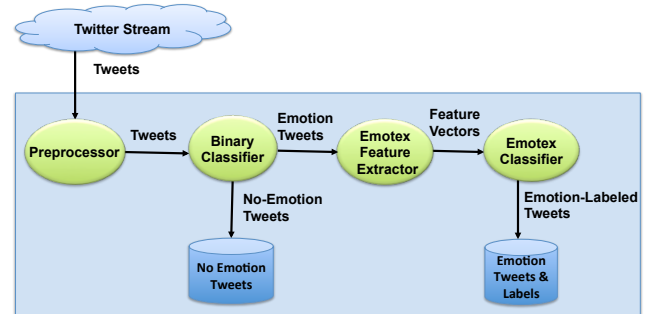 Twitter Stream
Tweets
Preprocessor
Tweets
Binary
Classifier
Emotion
Tweets
Emotex
Feature
Extractor
Feature
Vectors
Emotex
Classifier
No-Emotion
Tweets
Emotion-Labeled
Tweets
No Emotion
Tweets
Emotion
Tweets &
Labels